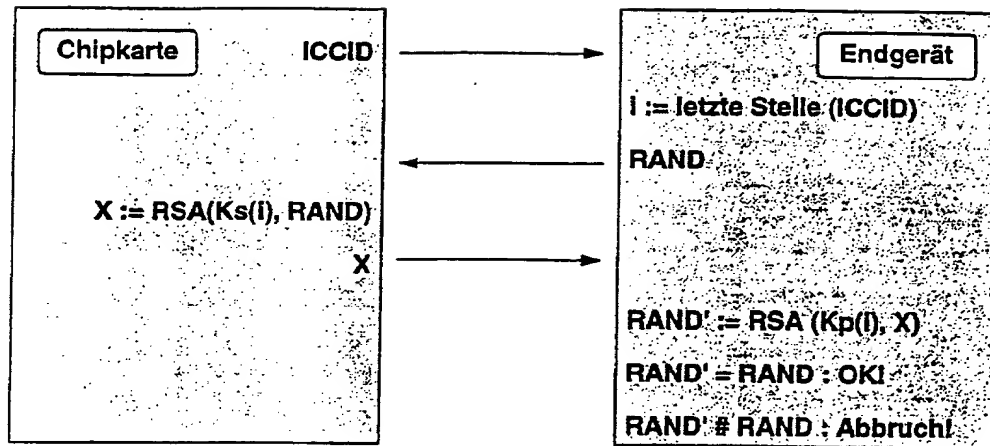 Chipkarte
ICCID
X := RSA(Ks(i), RAND)
X
Endgerät
i := letzte Stelle (ICCID)
RAND
RAND' := RSA (Kp(i), X)
RAND' = RAND : OK!
RAND' # RAND : Abbruch!